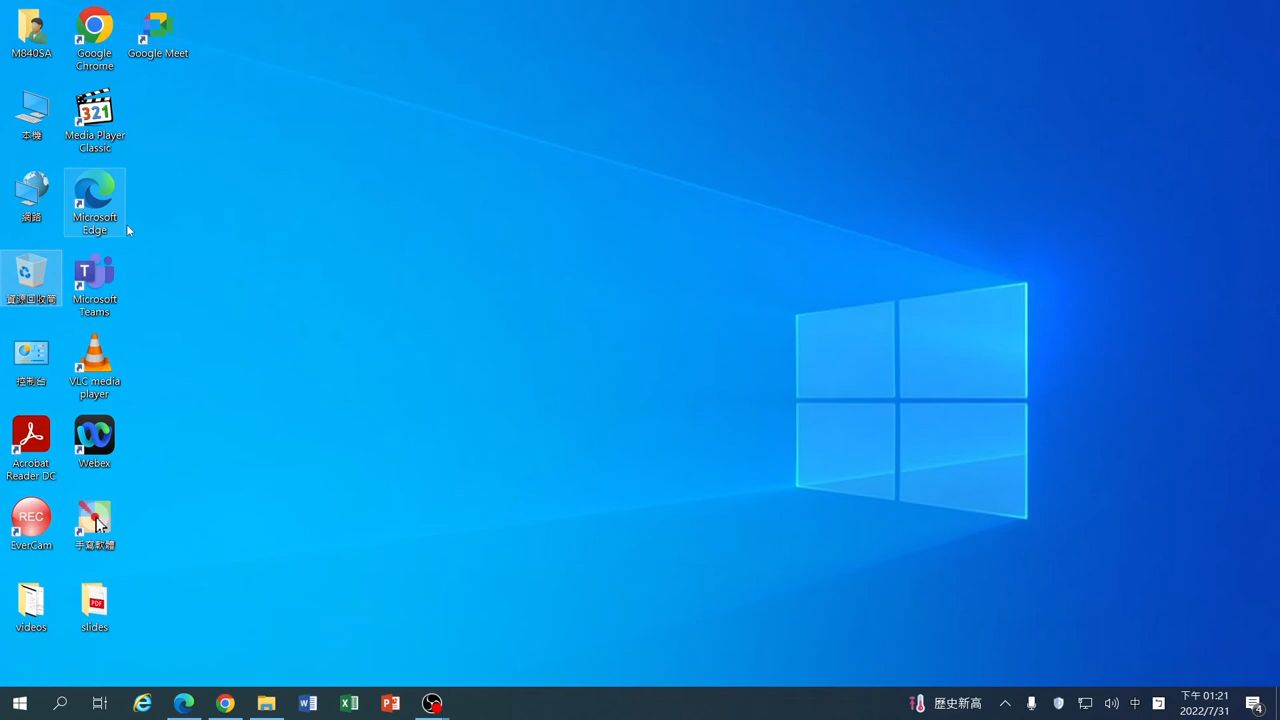 M840SA
Google
Chrome
Google Meet
本機
321
Media Player
Classic
網路
Microsoft
Edge
資源回收筒
T
Microsoft
Teams
控制台
VLC media
player
Acrobat
Reader DC
Webex
REC
EverCam
手寫軟體
videos
PDF
slides
歷史新高
中
ㄅ
下午 01:21
2022/7/31
4